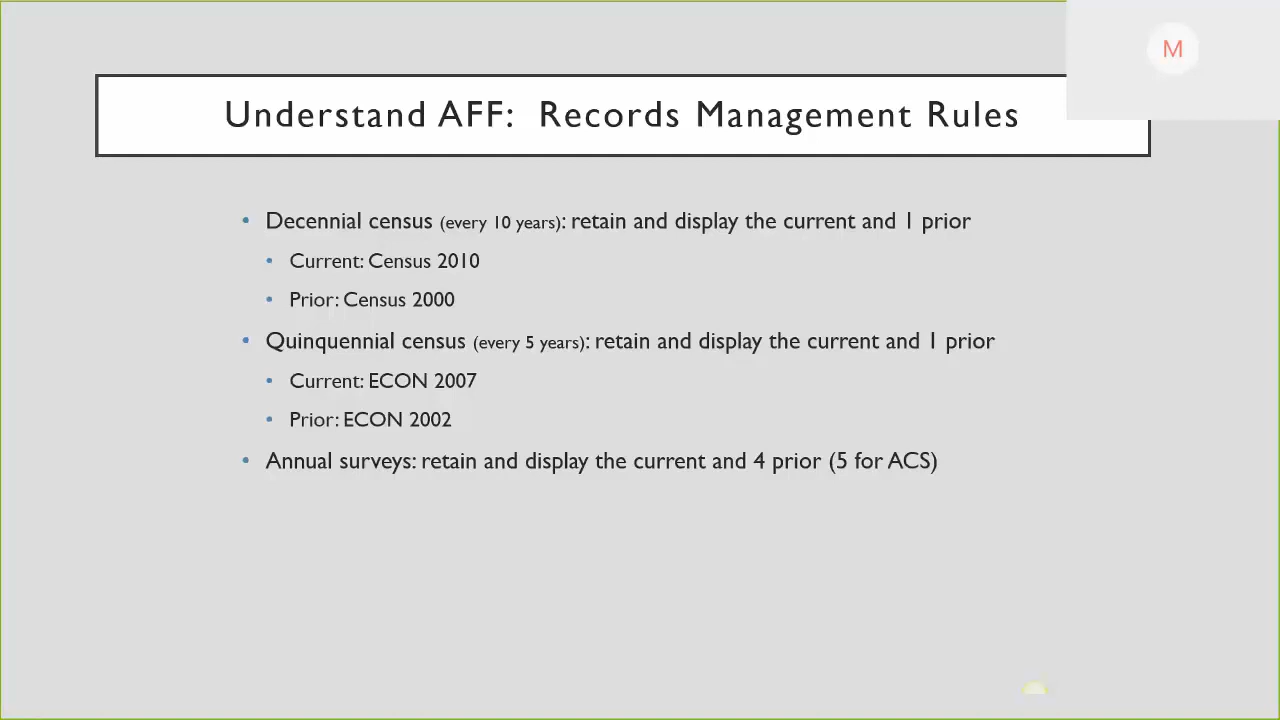 M
Understand AFF: Records Management Rules
• Decennial census (every 10 years): retain and display the current and 1 prior
• Current: Census 2010
• Prior: Census 2000
• Quinquennial census (every 5 years): retain and display the current and 1 prior
• Current: ECON 2007
• Prior: ECON 2002
• Annual surveys: retain and display the current and 4 prior (5 for ACS)